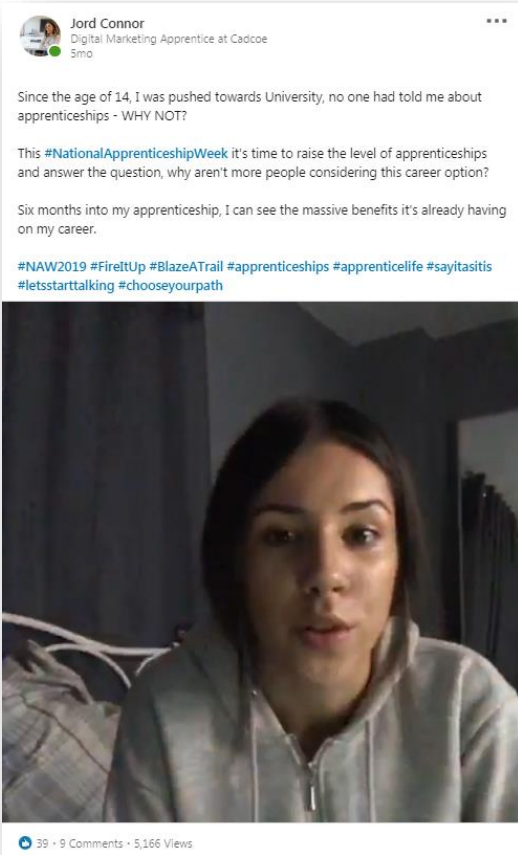 Jord Connor
Digital Marketing Apprentice at Cadcoe
5mo
Since the age of 14, I was pushed towards University, no one had told me about
apprenticeships - WHY NOT?
This #NationalApprenticeshipWeek it's time to raise the level of apprenticeships
and answer the question, why aren't more people considering this career option?
Six months into my apprenticeship, I can see the massive benefits it's already having
on my career.
#NAW2019 #FireItUp #BlazeATrail #apprenticeships #apprenticelife #sayitasitis
#letsstarttalking #chooseyourpath
39 · 9 Comments · 5,166 Views